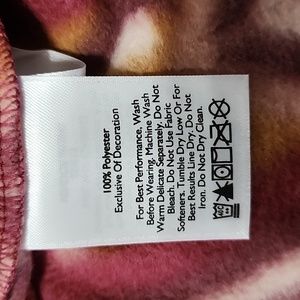 100% Polyester
Exclusive Of Decoration
For Best Performance, Wash
Before Wearing. Machine Wash
Warm Delicate Separately. Do Not
Bleach. Do Not Use Fabric
Softeners. Tumble Dry Low Or For
Best Results Line Dry. Do Not
Iron. Do Not Dry Clean.